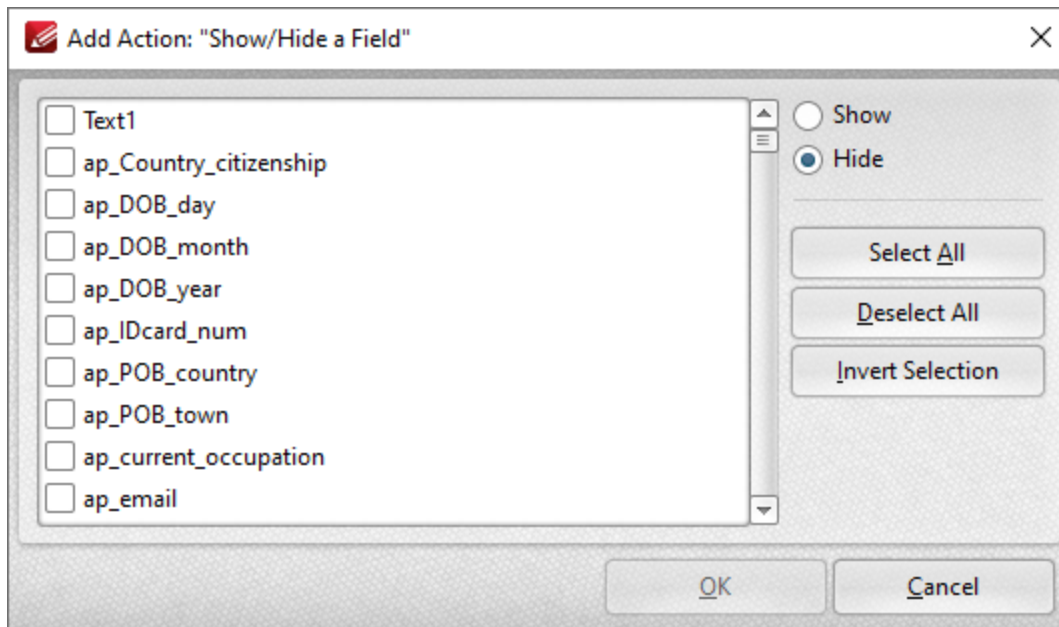 Add Action: "Show/Hide a Field"
Text1
ap_Country_citizenship
ap_DOB_day
ap_DOB_month
ap_DOB_year
ap_IDcard_num
ap_POB_country
ap_POB_town
ap_current_occupation
ap_email
Show
Hide
Select All
Deselect All
Invert Selection
OK
Cancel